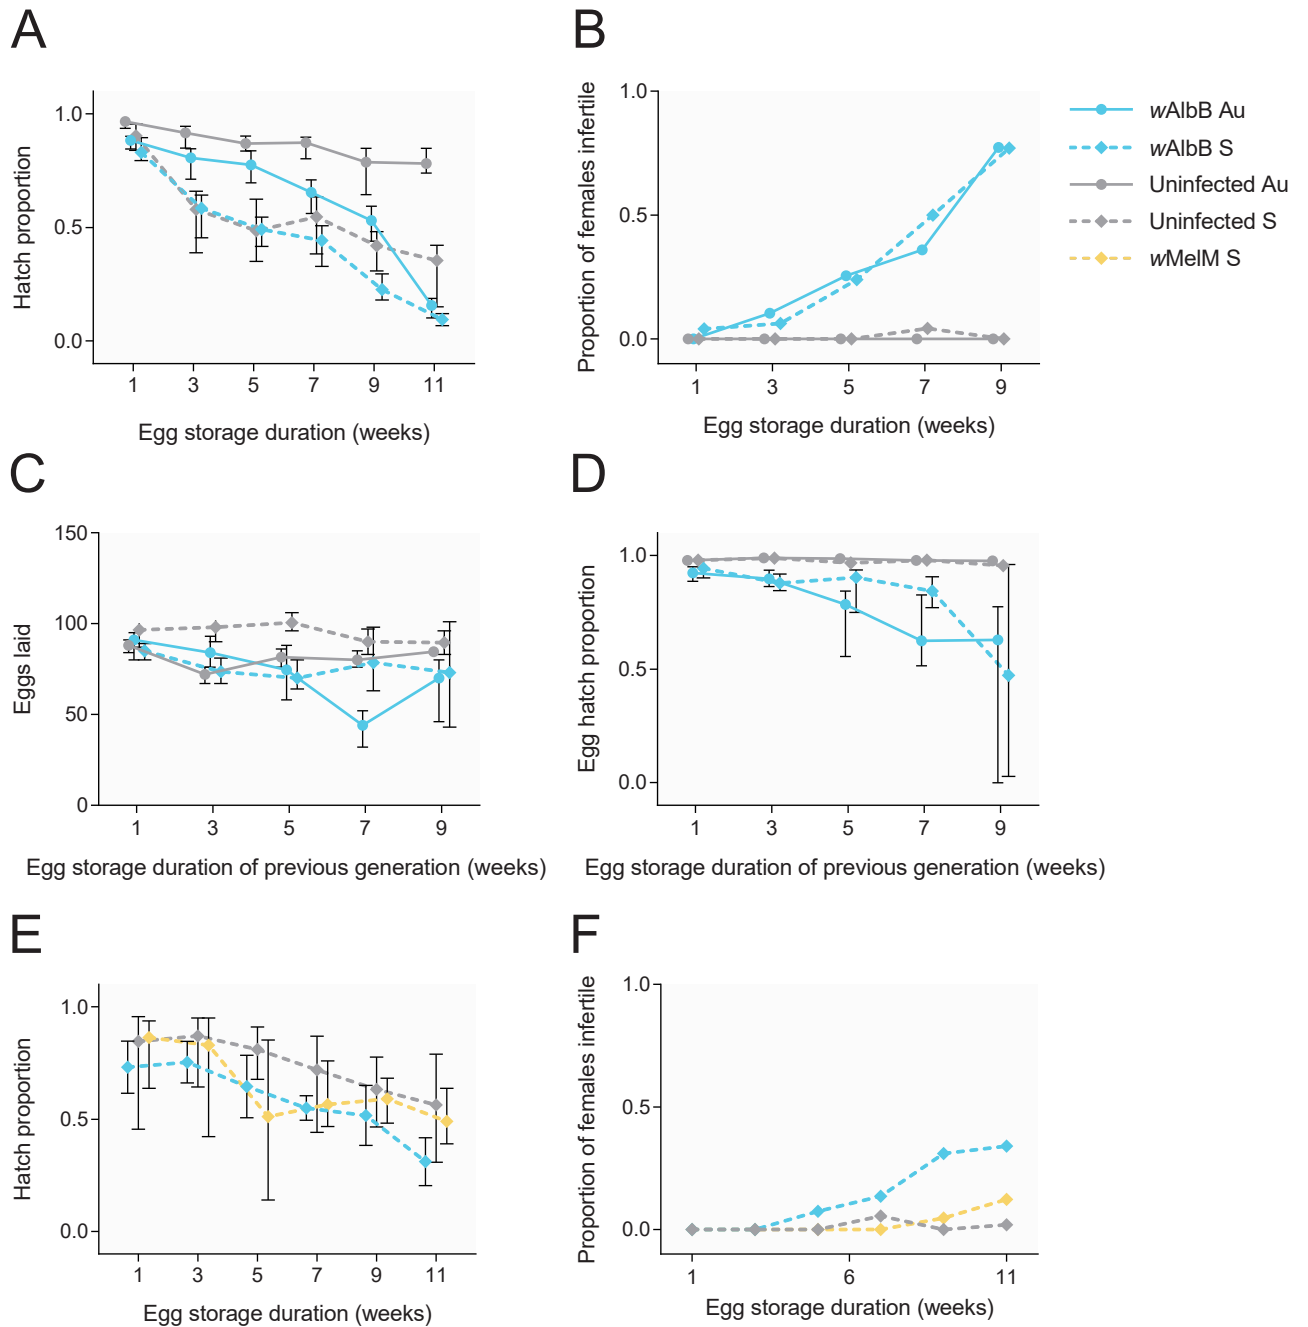 A
Hatch proportion
1.0
0.5
0.0
1 3 5 7 9 11
Egg storage duration (weeks)
B
Proportion of females infertile
1.0
0.5
0.0
1 3 5 7 9
Egg storage duration (weeks)
wAlbB Au
wAlbB S
Uninfected Au
Uninfected S
wMelM S
C
Eggs laid
150
100
50
0
1 3 5 7 9
Egg storage duration of previous generation (weeks)
D
Egg hatch proportion
1.0
0.5
0.0
1 3 5 7 9
Egg storage duration of previous generation (weeks)
E
Hatch proportion
1.0
0.5
0.0
1 3 5 7 9 11
Egg storage duration (weeks)
F
Proportion of females infertile
1.0
0.5
0.0
1 6 11
Egg storage duration (weeks)